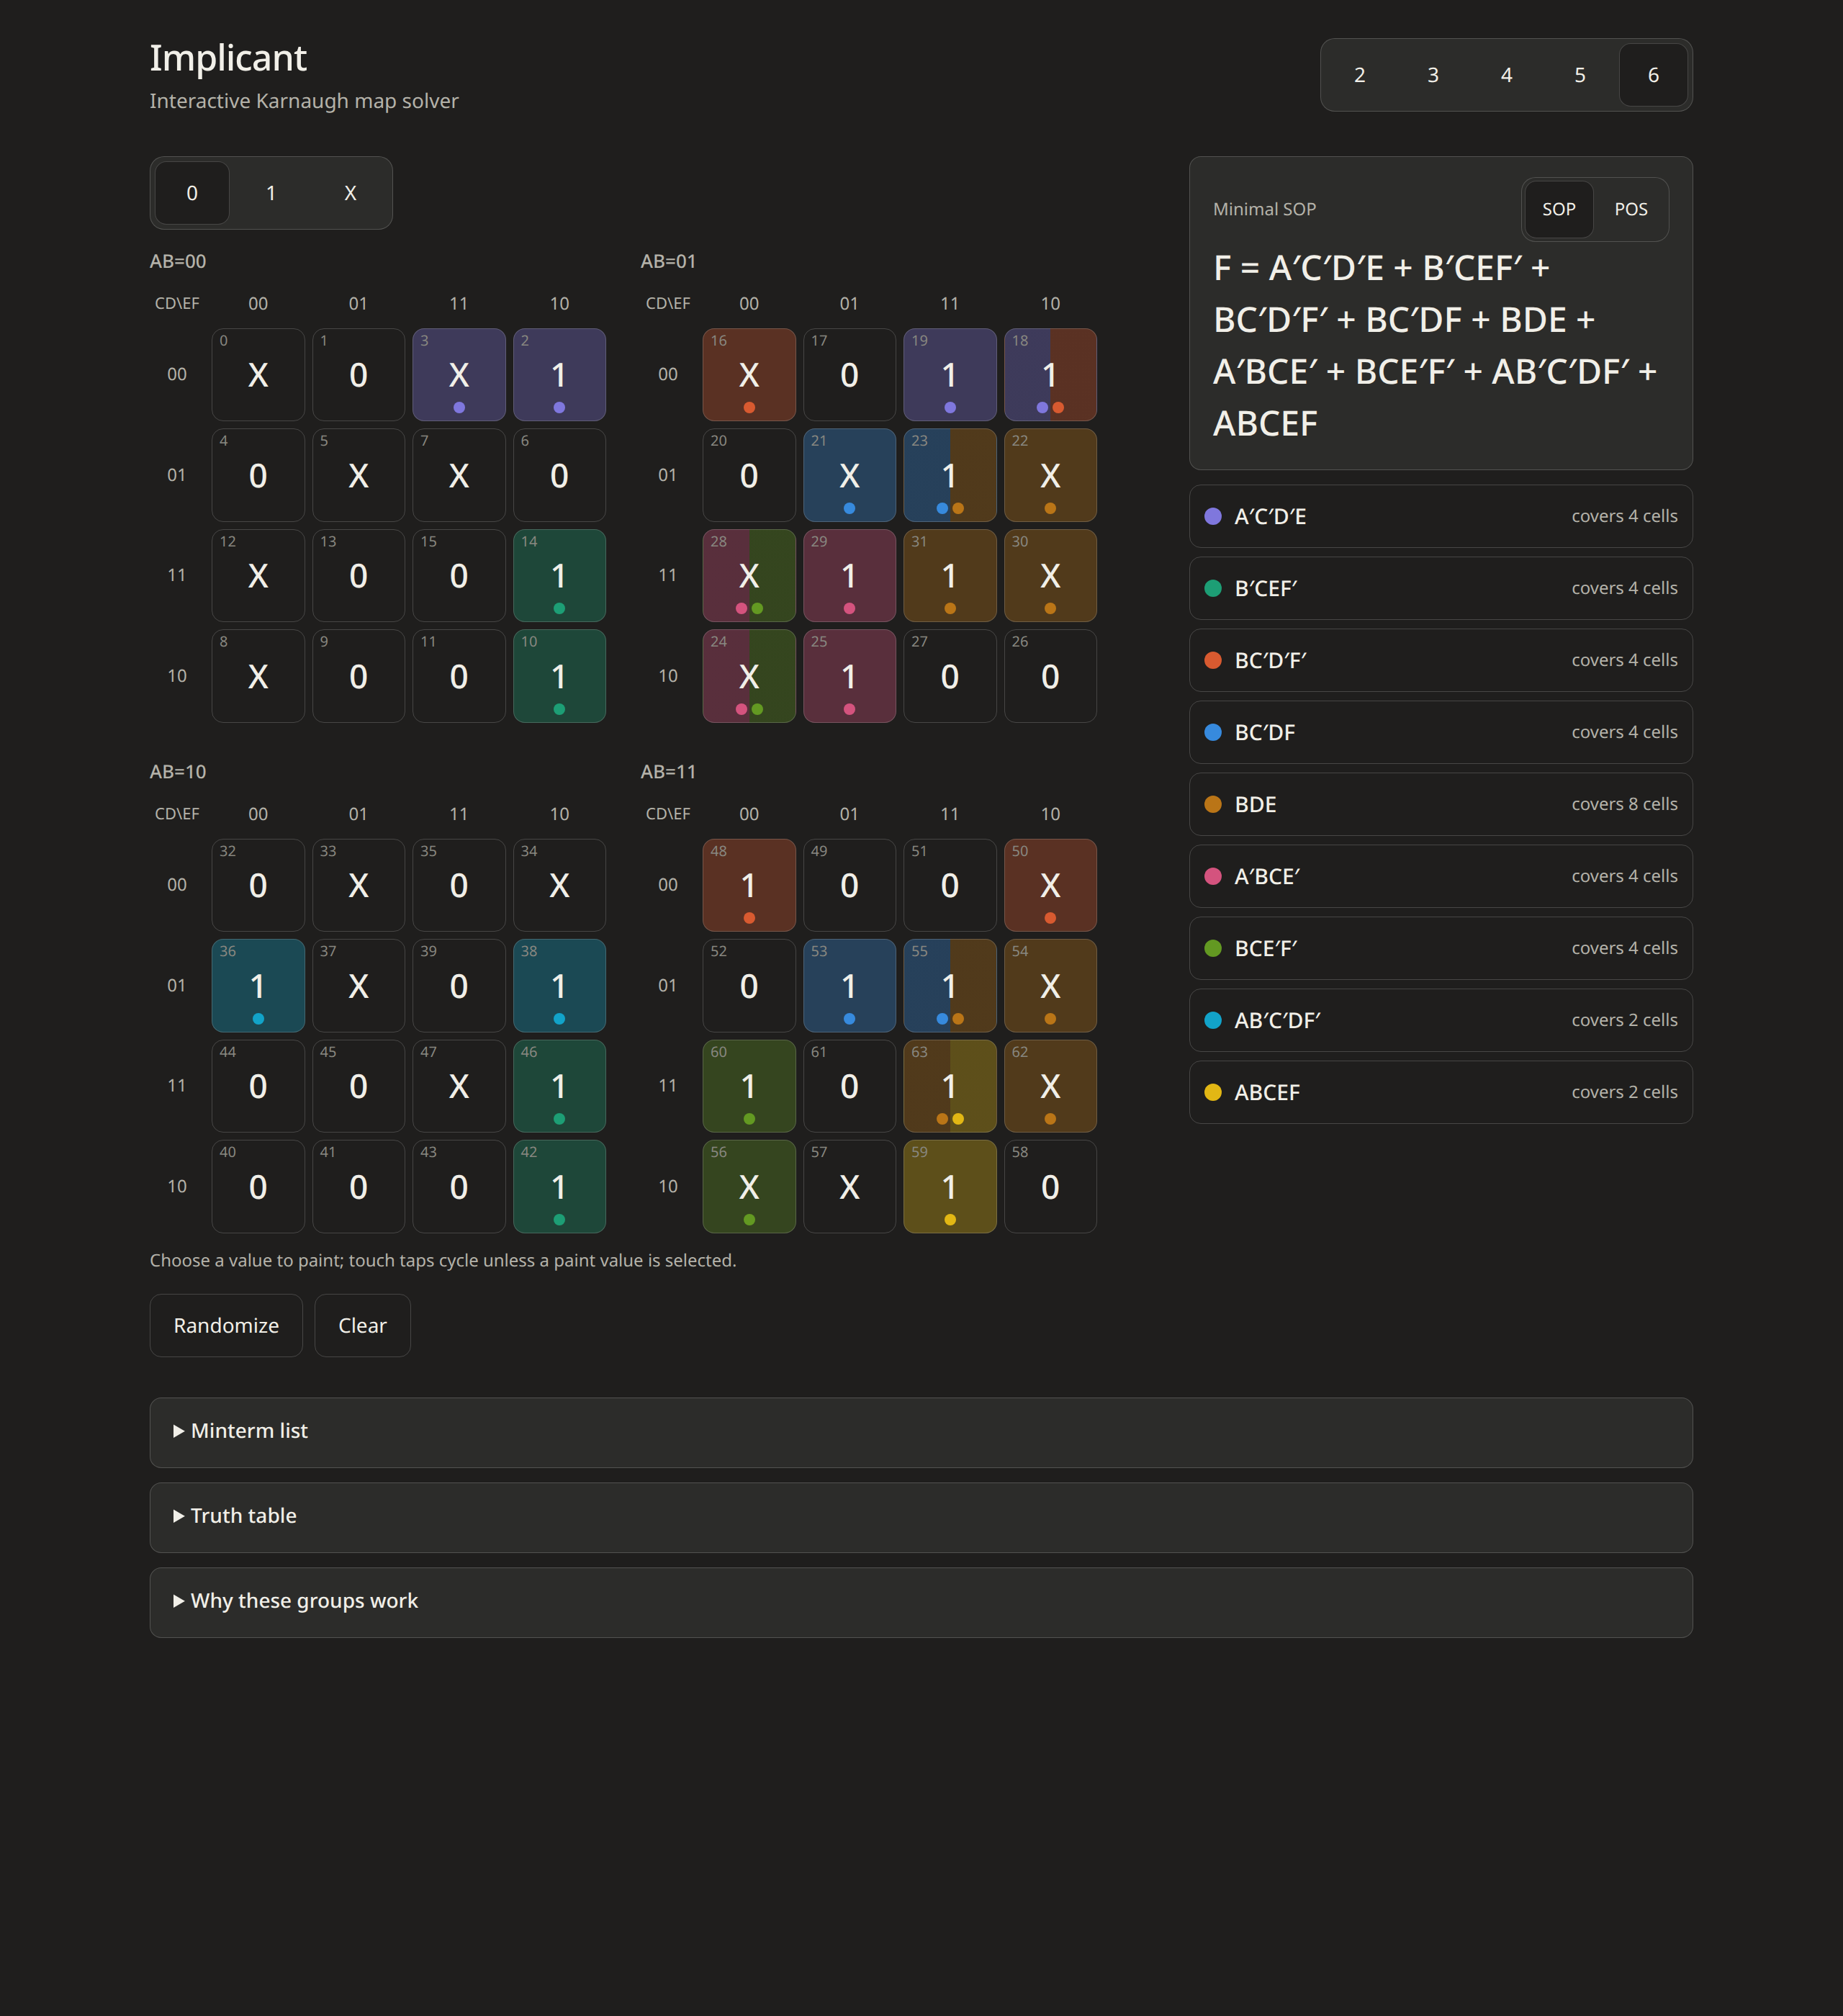 Implicant
Interactive Karnaugh map solver
2 3 4 5 6
0 1 X
AB=00
CD\EF 00 01 11 10
00 0 X 1 0 3 X 2 1
01 4 0 5 X 7 X 6 0
11 12 X 13 0 15 0 14 1
10 8 X 9 0 11 0 10 1
AB=01
CD\EF 00 01 11 10
00 16 X 17 0 19 1 18 1
01 20 0 21 X 23 1 22 X
11 28 X 29 1 31 1 30 X
10 24 X 25 1 27 0 26 0
AB=10
CD\EF 00 01 11 10
00 32 0 33 X 35 0 34 X
01 36 1 37 X 39 0 38 1
11 44 0 45 0 47 X 46 1
10 40 0 41 0 43 0 42 1
AB=11
CD\EF 00 01 11 10
00 48 1 49 0 51 0 50 X
01 52 0 53 1 55 1 54 X
11 60 1 61 0 63 1 62 X
10 56 X 57 X 59 1 58 0
Choose a value to paint; touch taps cycle unless a paint value is selected.
Randomize Clear
Minimal SOP SOP POS
F = A′C′D′E + B′CEF′ +
BC′D′F′ + BC′DF + BDE +
A′BCE′ + BCE′F′ + AB′C′DF′ +
ABCEF
A′C′D′E covers 4 cells
B′CEF′ covers 4 cells
BC′D′F′ covers 4 cells
BC′DF covers 4 cells
BDE covers 8 cells
A′BCE′ covers 4 cells
BCE′F′ covers 4 cells
AB′C′DF′ covers 2 cells
ABCEF covers 2 cells
Minterm list
Truth table
Why these groups work